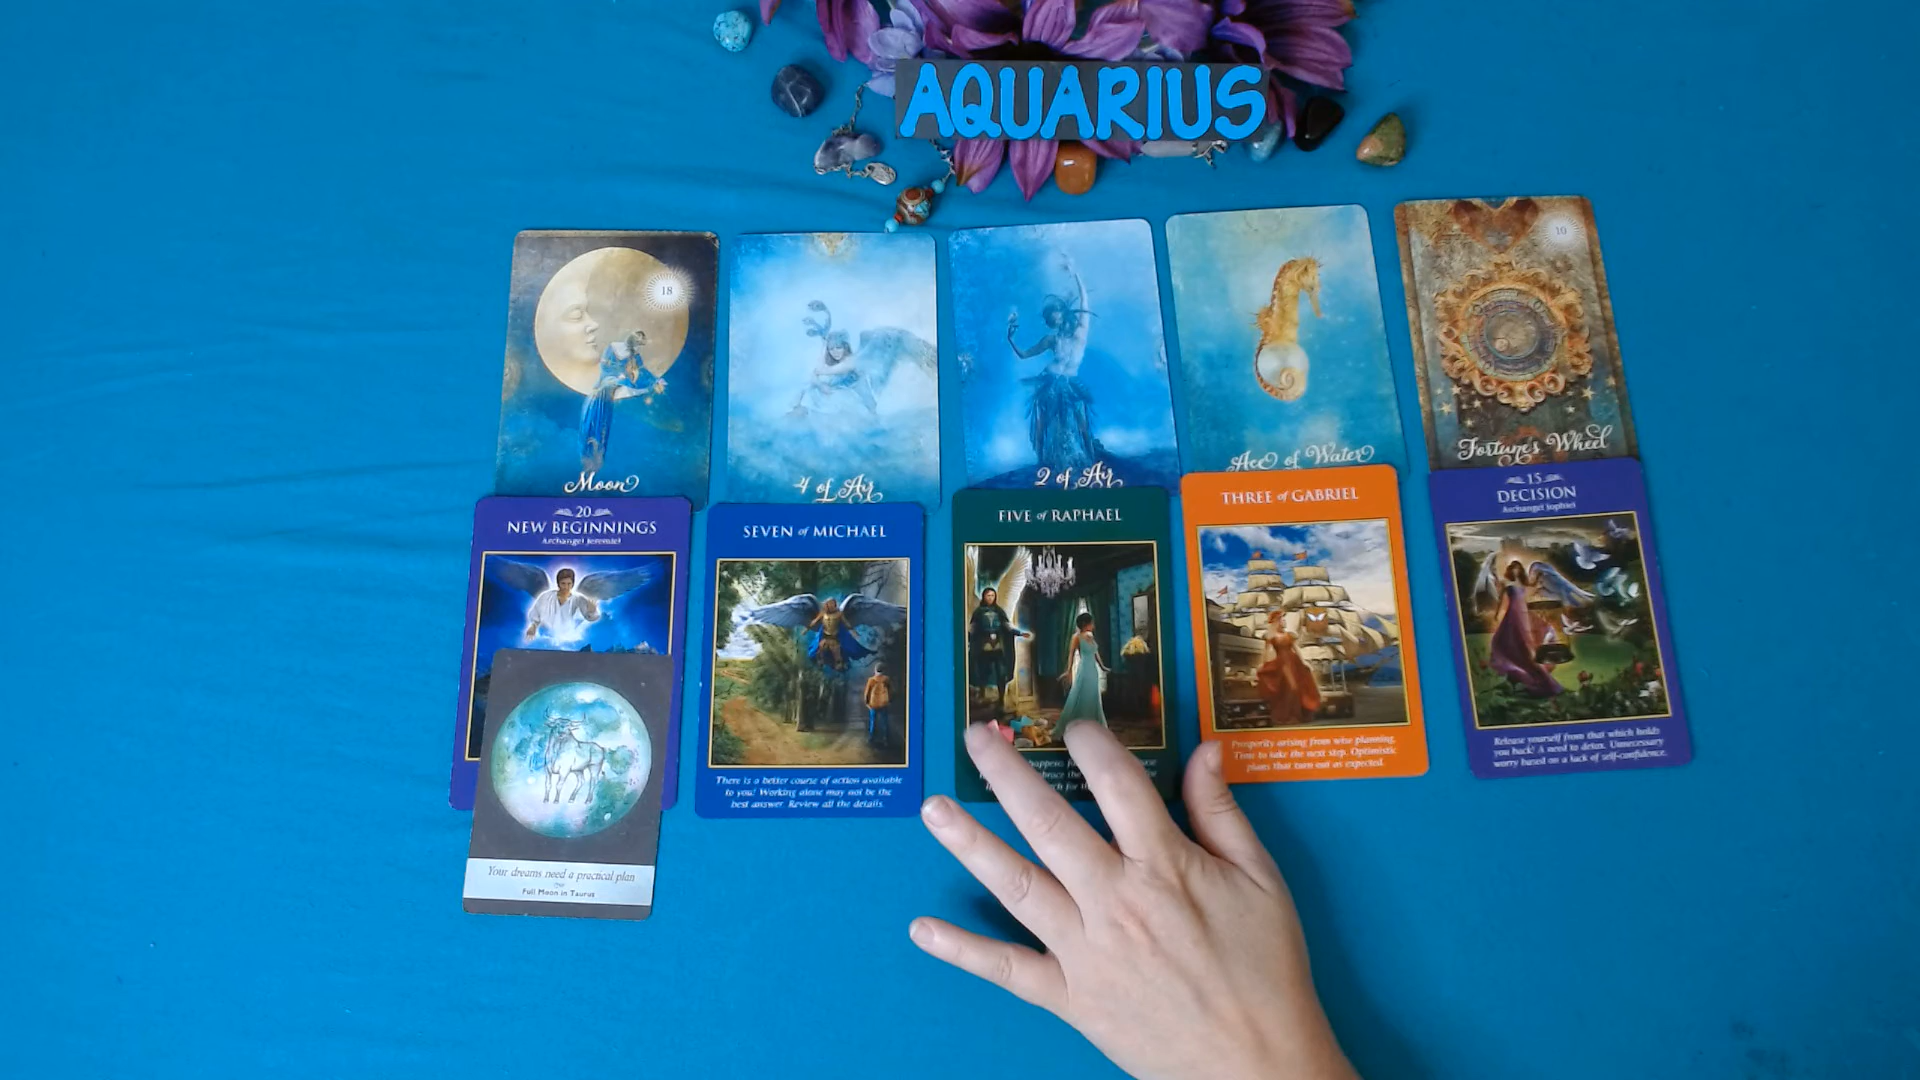 AQUARIUS
18
Moon
4 of Air
2 of Air
Ace of Water
10
Fortune's Wheel
20
NEW BEGINNINGS
Archangel Jeremiel
SEVEN of MICHAEL
There is a better course of action available
to you! Working alone may not be the
best answer. Review all the details.
FIVE of RAPHAEL
happens
THREE of GABRIEL
Prosperity arising from wise planning.
Time to take the next step. Optimistic
plans that turn out as expected.
15
DECISION
Archangel Jophiel
Release yourself from that which holds
you back! A need to detox. Unnecessary
worry based on a lack of self-confidence.
Your dreams need a practical plan
Full Moon in Taurus